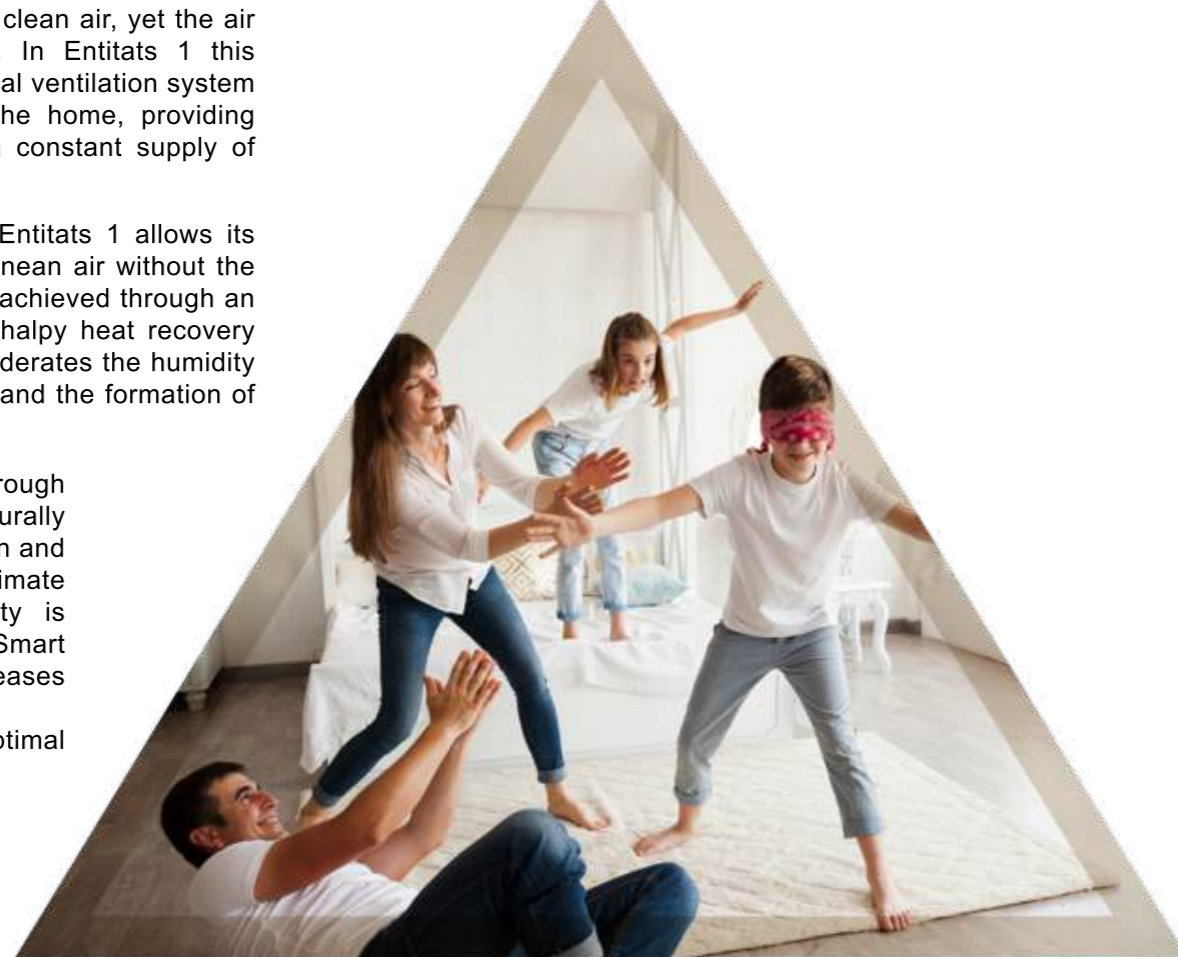 clean air, yet the air
In Entitats 1 this
al ventilation system
he home, providing
constant supply of
Entitats 1 allows its
nean air without the
achieved through an
halpy heat recovery
derates the humidity
and the formation of
rough
urally
n and
imate
ty is
Smart
eases
ptimal